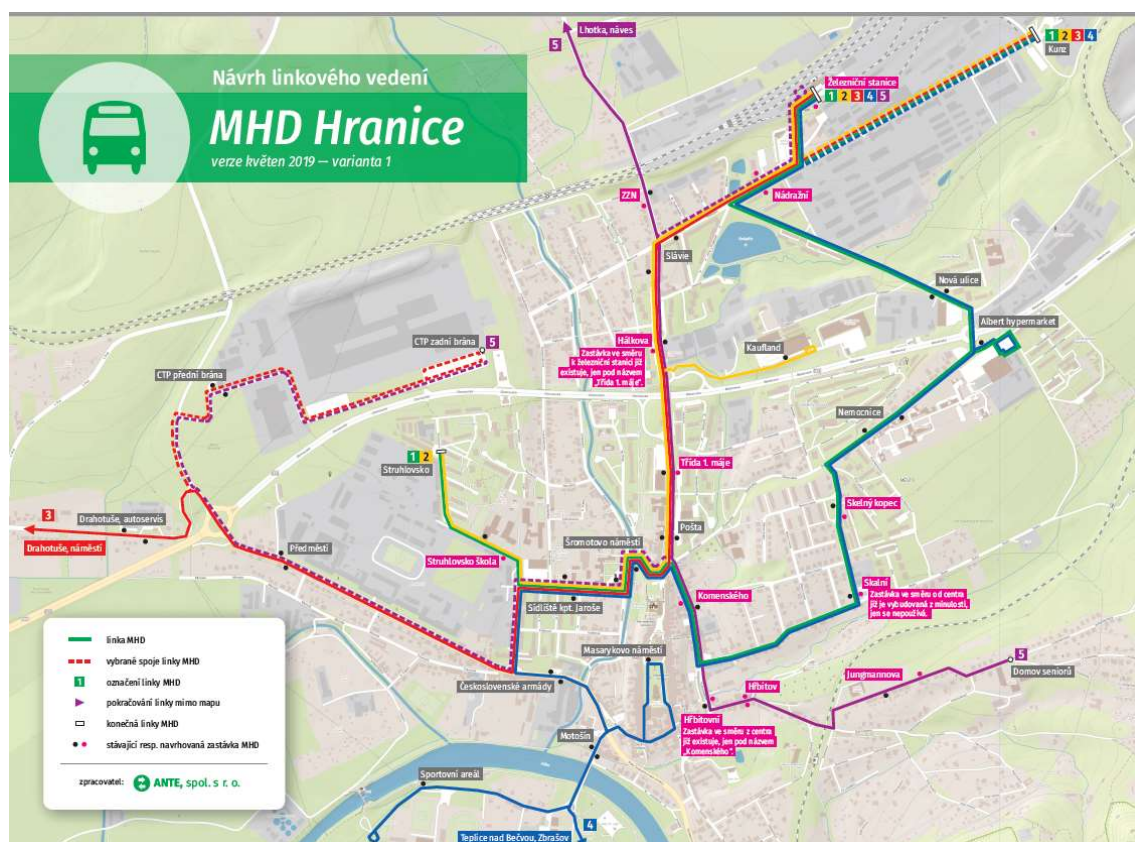 Návrh linkového vedení
MHD Hranice
verze květen 2019 — varianta 1
5
Lhotka, náves
1 2 3 4
Kunz
Železniční stanice
1 2 3 4 5
ZZN
Nádražní
Slávie
Nová ulice
Albert hypermarket
Hálkova
Zastávka ve směru
k železniční stanici již
existuje, jen pod názvem
„Třída 1. máje“.
Kaufland
CTP zadní brána
5
CTP přední brána
Nemocnice
1 2
Struhlovsko
Třída 1. máje
Skelný kopec
3
Drahotuše, autoservis
Drahotuše, náměstí
Pošta
Šromotovo náměstí
Předměstí
Struhlovsko škola
Sídliště kpt. Jaroše
Komenského
Skalní
Zastávka ve směru od centra
již je vybudovaná z minulosti,
jen se nepoužívá.
Masarykovo náměstí
5
Domov seniorů
Jungmannova
Československé armády
Hřbitov
Hřbitovní
Zastávka ve směru z centra
již existuje, jen pod názvem
„Komenského“.
Motošín
Sportovní areál
4
Teplice nad Bečvou, Zbrašov
linka MHD
vybrané spoje linky MHD
1
označení linky MHD
pokračování linky mimo mapu
konečná linky MHD
stávající resp. navrhovaná zastávka MHD
zpracovatel:
ANTE, spol. s r. o.